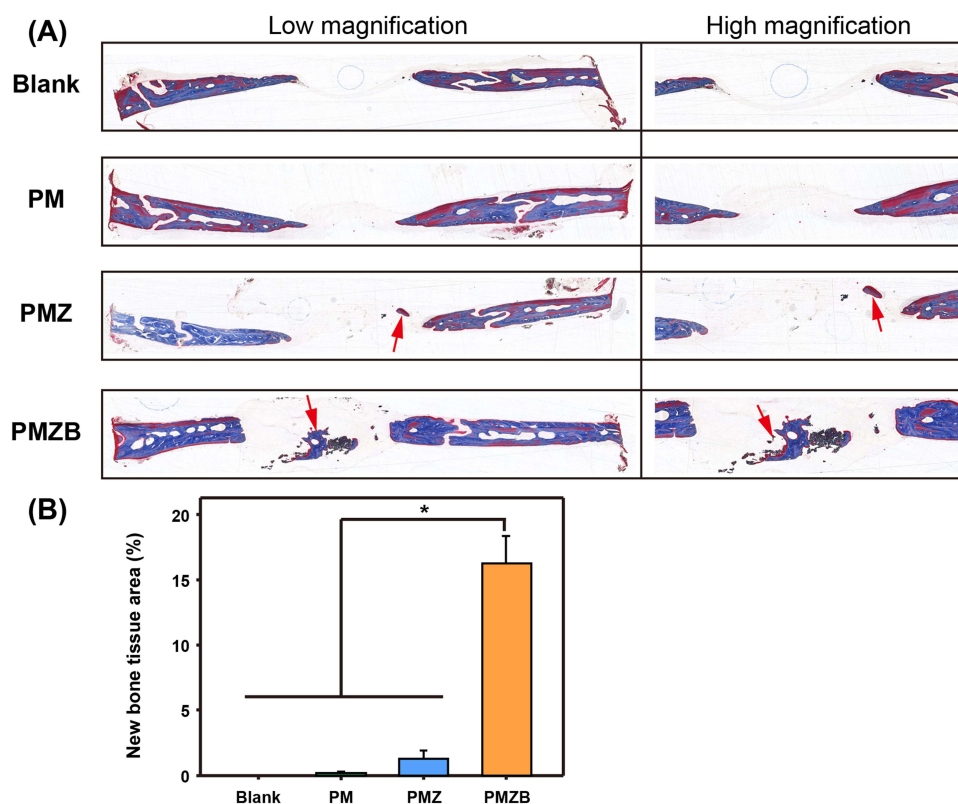 (A)
Low magnification
High magnification
Blank
PM
PMZ
PMZB
(B)
New bone tissue area (%)
20
15
10
5
0
*
Blank
PM
PMZ
PMZB